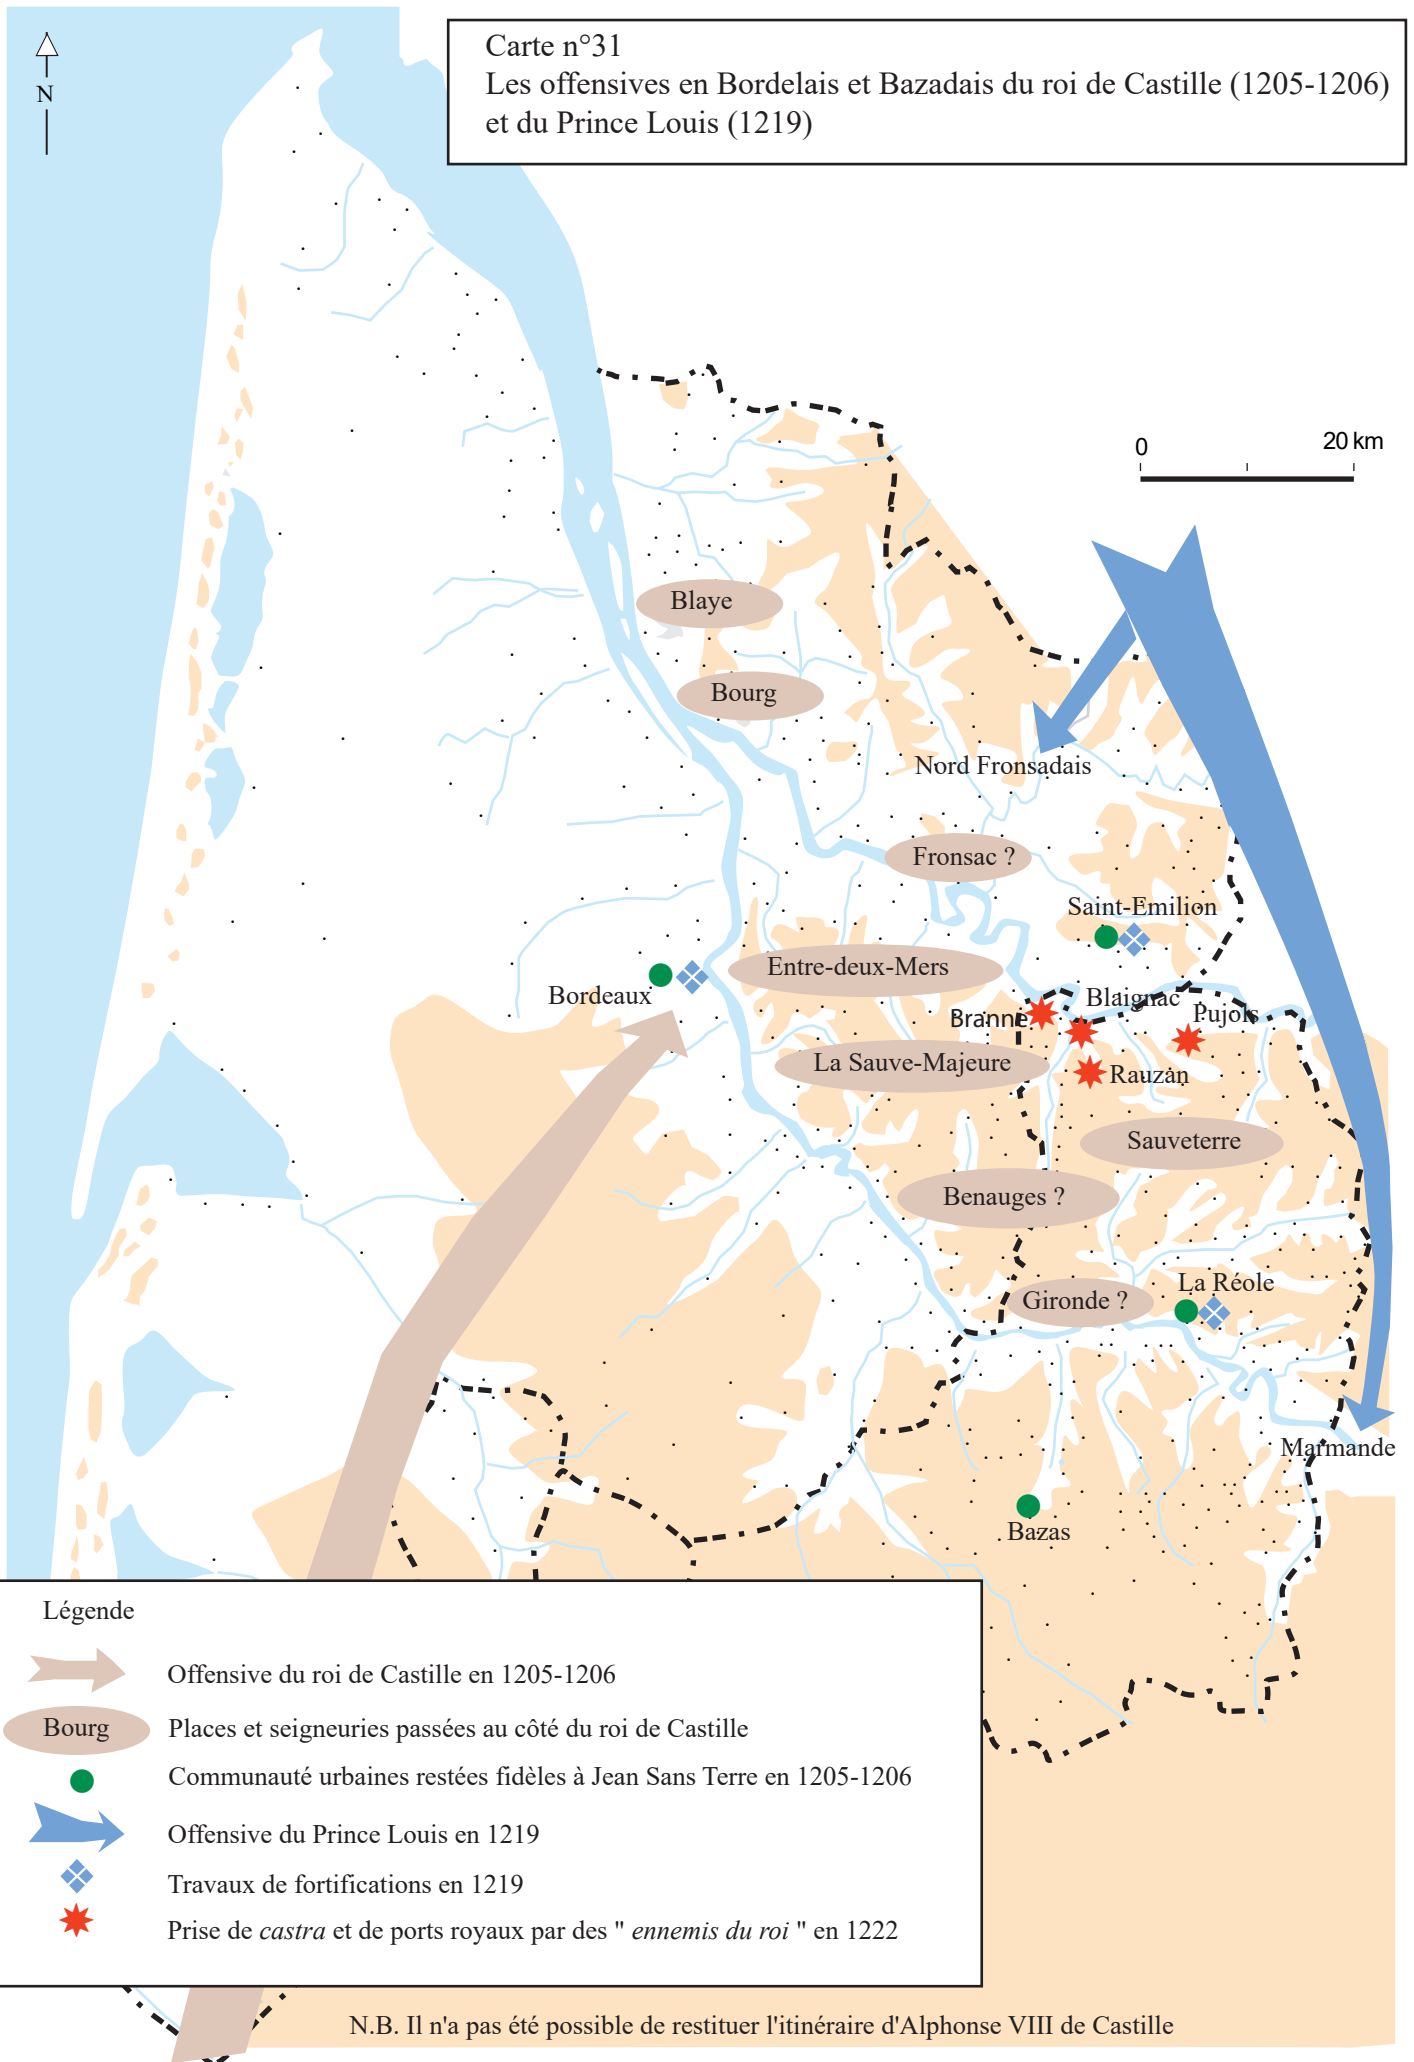 Carte n°31
Les offensives en Bordelais et Bazadais du roi de Castille (1205-1206)
et du Prince Louis (1219)
N
0 20 km
Blaye
Bourg
Nord Fronsadais
Fronsac ?
Saint-Emilion
Entre-deux-Mers
Bordeaux
Blaignac
Branne
Pujols
La Sauve-Majeure
Rauzan
Sauveterre
Benauges ?
La Réole
Gironde ?
Marmande
Bazas
Légende
Offensive du roi de Castille en 1205-1206
Bourg
Places et seigneuries passées au côté du roi de Castille
Communauté urbaines restées fidèles à Jean Sans Terre en 1205-1206
Offensive du Prince Louis en 1219
Travaux de fortifications en 1219
Prise de castra et de ports royaux par des " ennemis du roi " en 1222
N.B. Il n'a pas été possible de restituer l'itinéraire d'Alphonse VIII de Castille